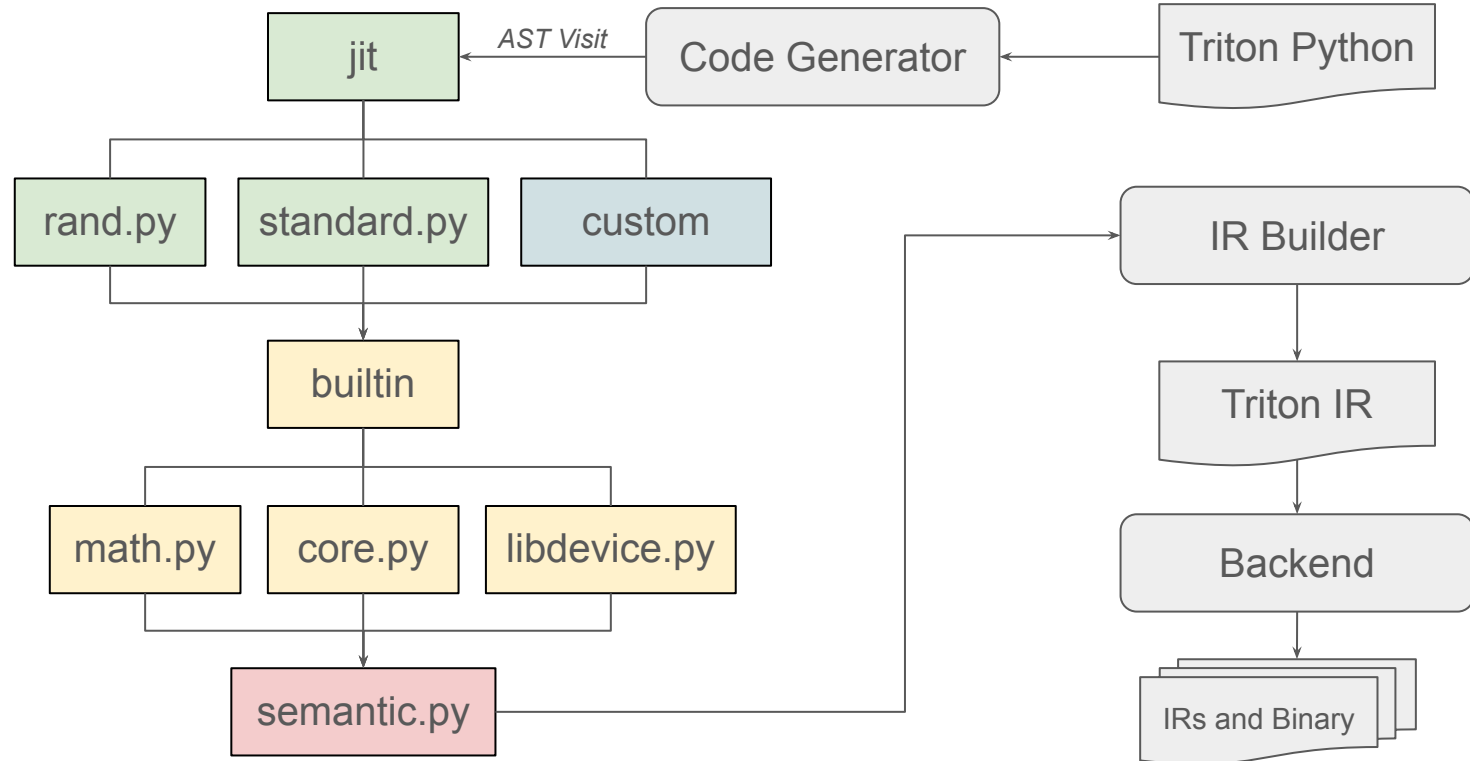 jit
AST Visit
Code Generator
Triton Python
rand.py
standard.py
custom
IR Builder
builtin
Triton IR
math.py
core.py
libdevice.py
Backend
semantic.py
IRs and Binary